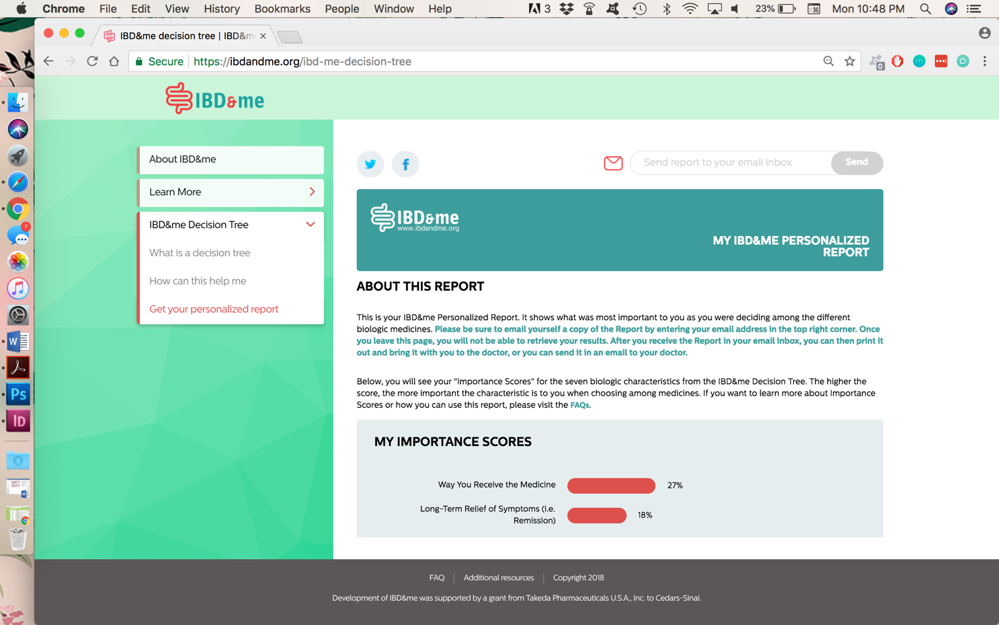 Chrome File Edit View History Bookmarks People Window Help 3 23% Mon 10:48 PM
IBD&me decision tree | IBD&m
Secure https://ibdandme.org/ibd-me-decision-tree
0
IBD&me
About IBD&me
Learn More
IBD&me Decision Tree
What is a decision tree
How can this help me
Get your personalized report
7
W
Ps
ID
Send report to your email inbox Send
IBD&me
www.ibdandme.org
MY IBD&ME PERSONALIZED
REPORT
ABOUT THIS REPORT
This is your IBD&me Personalized Report. It shows what was most important to you as you were deciding among the different
biologic medicines. Please be sure to email yourself a copy of the Report by entering your email address in the top right corner. Once
you leave this page, you will not be able to retrieve your results. After you receive the Report in your email inbox, you can then print it
out and bring it with you to the doctor, or you can send it in an email to your doctor.
Below, you will see your "Importance Scores" for the seven biologic characteristics from the IBD&me Decision Tree. The higher the
score, the more important the characteristic is to you when choosing among medicines. If you want to learn more about Importance
Scores or how you can use this report, please visit the FAQs.
MY IMPORTANCE SCORES
Way You Receive the Medicine 27%
Long-Term Relief of Symptoms (i.e.
Remission) 18%
FAQ Additional resources Copyright 2018
Development of IBD&me was supported by a grant from Takeda Pharmaceuticals U.S.A., Inc. to Cedars-Sinai.